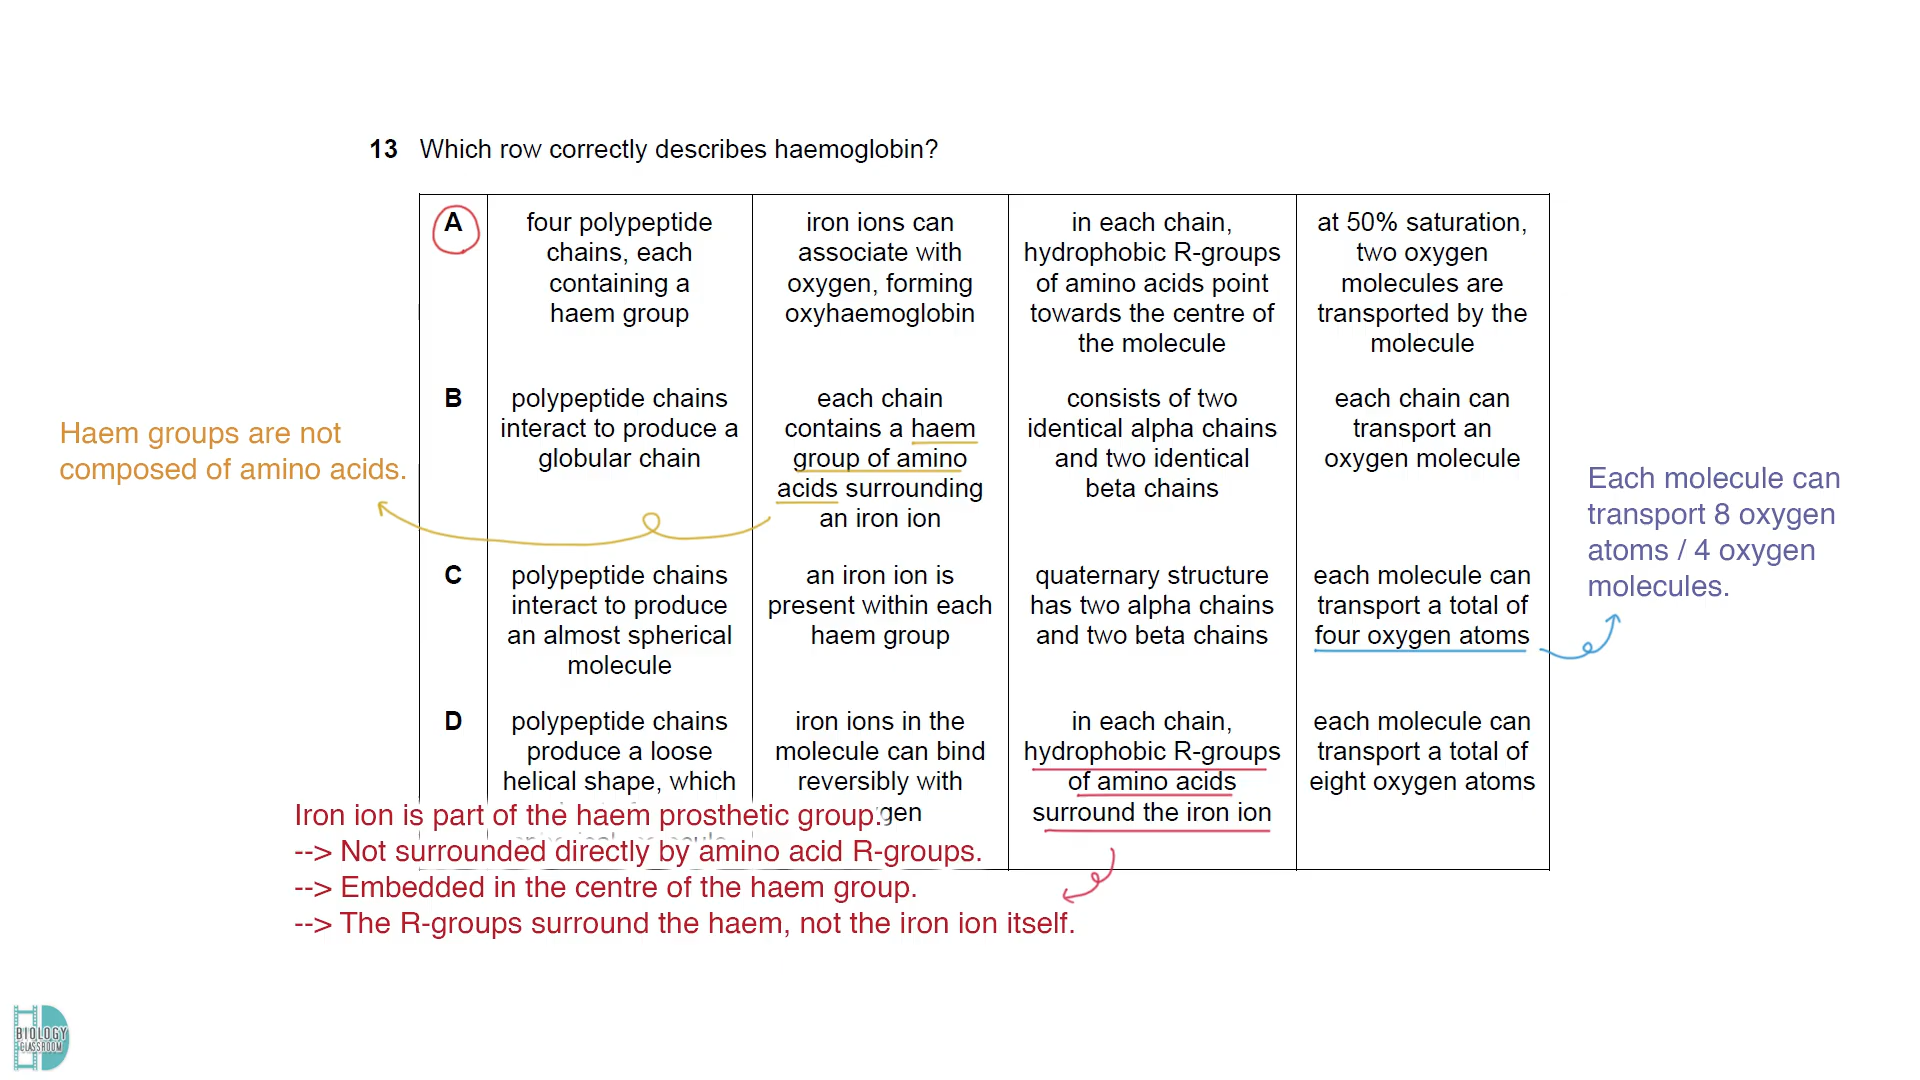 13 Which row correctly describes haemoglobin?
A
four polypeptide
chains, each
containing a
haem group
iron ions can
associate with
oxygen, forming
oxyhaemoglobin
in each chain,
hydrophobic R-groups
of amino acids point
towards the centre of
the molecule
at 50% saturation,
two oxygen
molecules are
transported by the
molecule
B
polypeptide chains
interact to produce a
globular chain
each chain
contains a haem
group of amino
acids surrounding
an iron ion
consists of two
identical alpha chains
and two identical
beta chains
each chain can
transport an
oxygen molecule
Haem groups are not
composed of amino acids.
Each molecule can
transport 8 oxygen
atoms / 4 oxygen
molecules.
C
polypeptide chains
interact to produce
an almost spherical
molecule
an iron ion is
present within each
haem group
quaternary structure
has two alpha chains
and two beta chains
each molecule can
transport a total of
four oxygen atoms
D
polypeptide chains
produce a loose
helical shape, which
iron ions in the
molecule can bind
reversibly with
in each chain,
hydrophobic R-groups
of amino acids
surround the iron ion
each molecule can
transport a total of
eight oxygen atoms
Iron ion is part of the haem prosthetic group.
--> Not surrounded directly by amino acid R-groups.
--> Embedded in the centre of the haem group.
--> The R-groups surround the haem, not the iron ion itself.
BIOLOGY
CLASSROOM